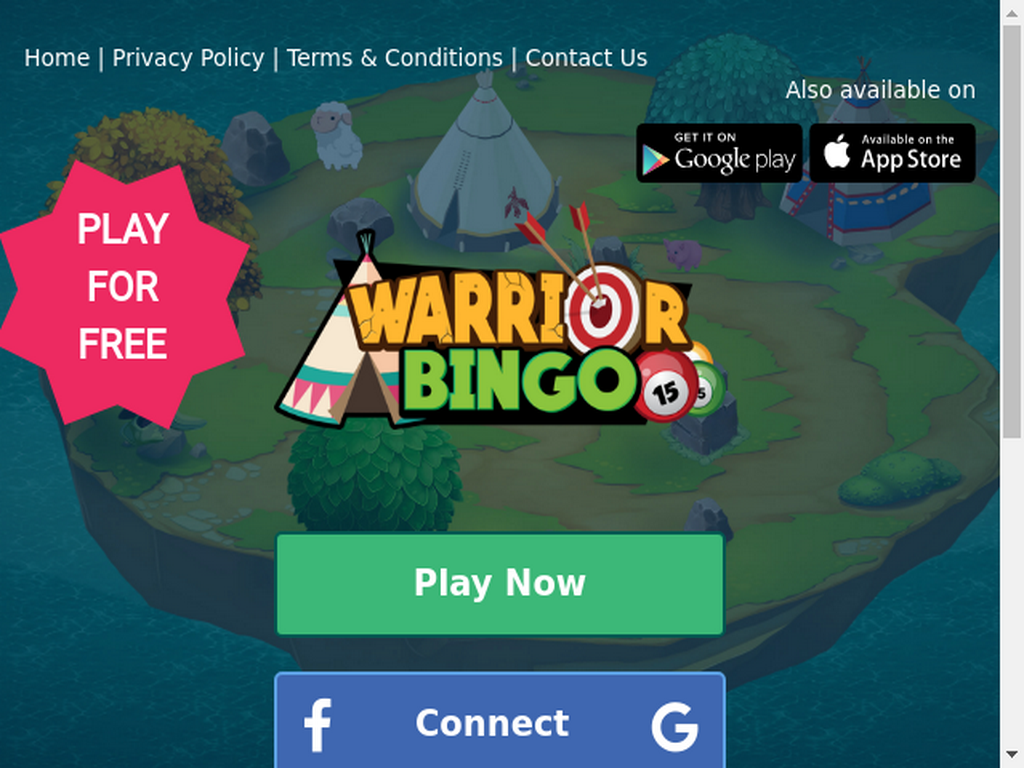 Home | Privacy Policy | Terms & Conditions | Contact Us
Also available on
GET IT ON
Google play
Available on the
App Store
PLAY
FOR
FREE
WARRIOR
BINGO
15
5
Play Now
f Connect G